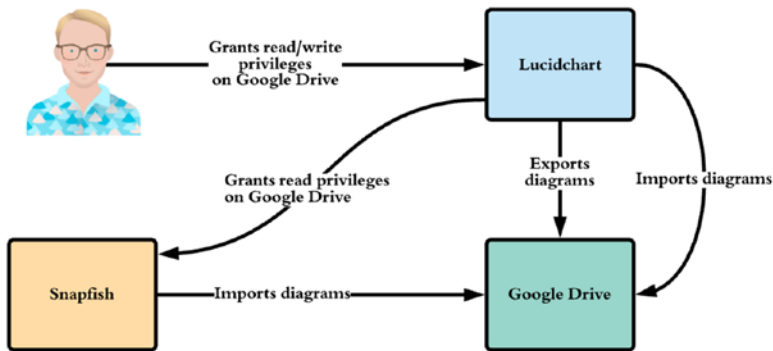 Grants read/write
privileges
on Google Drive
Lucidchart
Grants read privileges
on Google Drive
Exports
diagrams
Imports diagrams
Snapfish
Imports diagrams
Google Drive